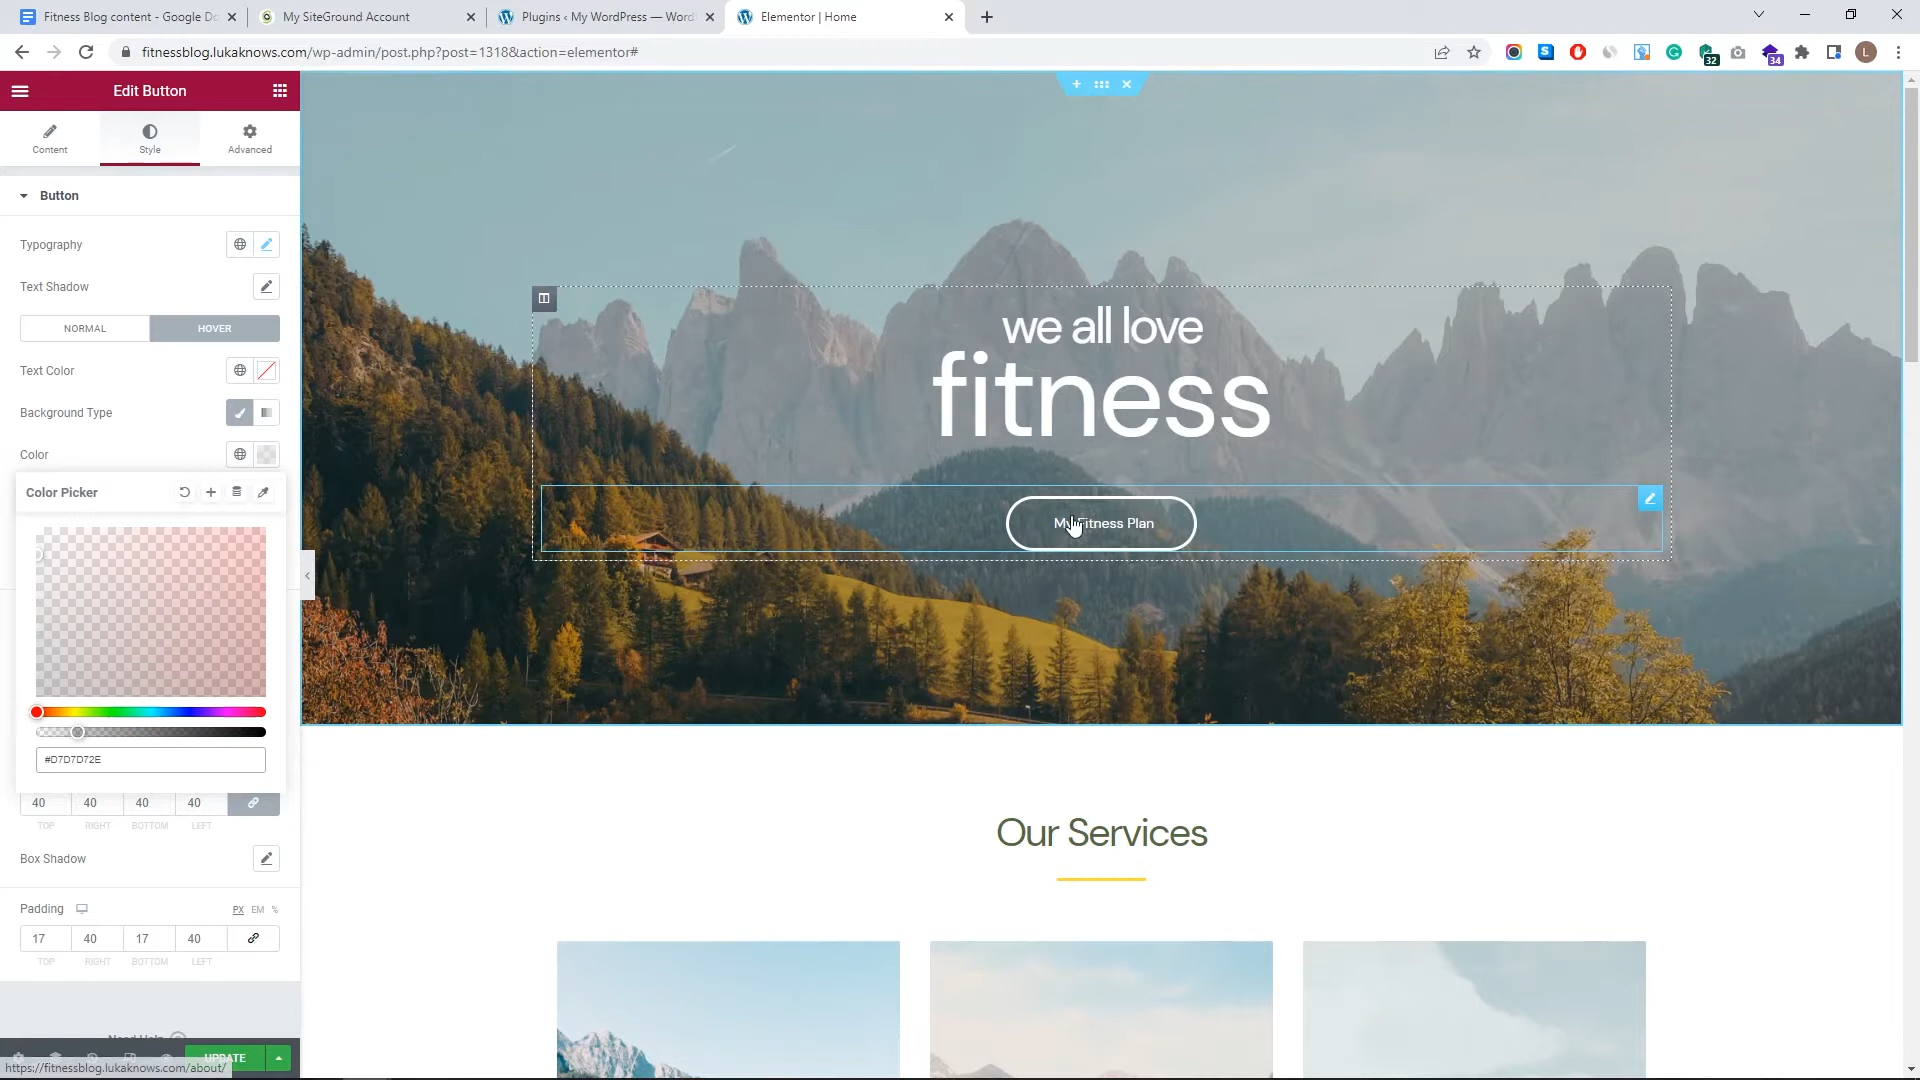 Fitness Blog content - Google Do
My SiteGround Account
Plugins ‹ My WordPress — Word
Elementor | Home
fitnessblog.lukaknows.com/wp-admin/post.php?post=1318&action=elementor#
32
34
L
Edit Button
Content
Style
Advanced
Button
Typography
Text Shadow
NORMAL
HOVER
Text Color
Background Type
Color
Color Picker
#D7D7D72E
40
40
40
40
TOP
RIGHT
BOTTOM
LEFT
Box Shadow
Padding
PX
EM
%
17
40
17
40
TOP
RIGHT
BOTTOM
LEFT
Need Help
UPDATE
https://fitnessblog.lukaknows.com/about/
we all love
fitness
My Fitness Plan
Our Services